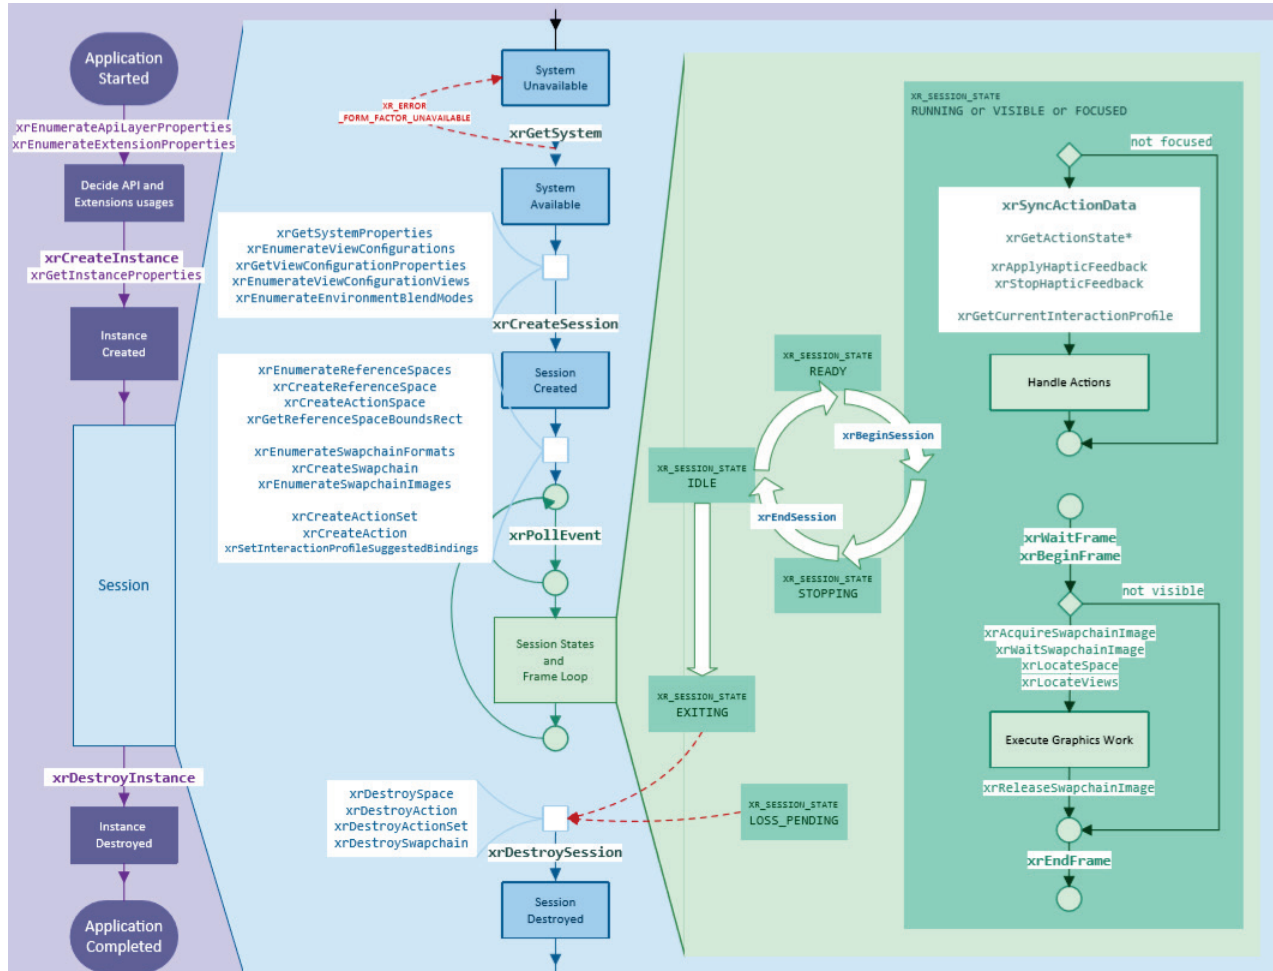 Application
Started
xrEnumerateApiLayerProperties
xrEnumerateExtensionProperties
Decide API and
Extensions usages
xrCreateInstance
xrGetInstanceProperties
Instance
Created
Session
xrDestroyInstance
Instance
Destroyed
Application
Completed
System
Unavailable
XR_ERROR
_FORM_FACTOR_UNAVAILABLE
xrGetSystem
System
Available
xrGetSystemProperties
xrEnumerateViewConfigurations
xrGetViewConfigurationProperties
xrEnumerateViewConfigurationViews
xrEnumerateEnvironmentBlendModes
xrCreateSession
Session
Created
xrEnumerateReferenceSpaces
xrCreateReferenceSpace
xrCreateActionSpace
xrGetReferenceSpaceBoundsRect
xrEnumerateSwapchainFormats
xrCreateSwapchain
xrEnumerateSwapchainImages
xrCreateActionSet
xrCreateAction
xrSetInteractionProfileSuggestedBindings
xrPollEvent
Session States
and
Frame Loop
xrDestroySpace
xrDestroyAction
xrDestroyActionSet
xrDestroySwapchain
xrDestroySession
Session
Destroyed
XR_SESSION_STATE
READY
xrBeginSession
XR_SESSION_STATE
IDLE
xrEndSession
XR_SESSION_STATE
STOPPING
XR_SESSION_STATE
EXITING
XR_SESSION_STATE
LOSS_PENDING
XR_SESSION_STATE
RUNNING or VISIBLE or FOCUSED
not focused
xrSyncActionData
xrGetActionState*
xrApplyHapticFeedback
xrStopHapticFeedback
xrGetCurrentInteractionProfile
Handle Actions
xrWaitFrame
xrBeginFrame
not visible
xrAcquireSwapchainImage
xrWaitSwapchainImage
xrLocateSpace
xrLocateViews
Execute Graphics Work
xrReleaseSwapchainImage
xrEndFrame